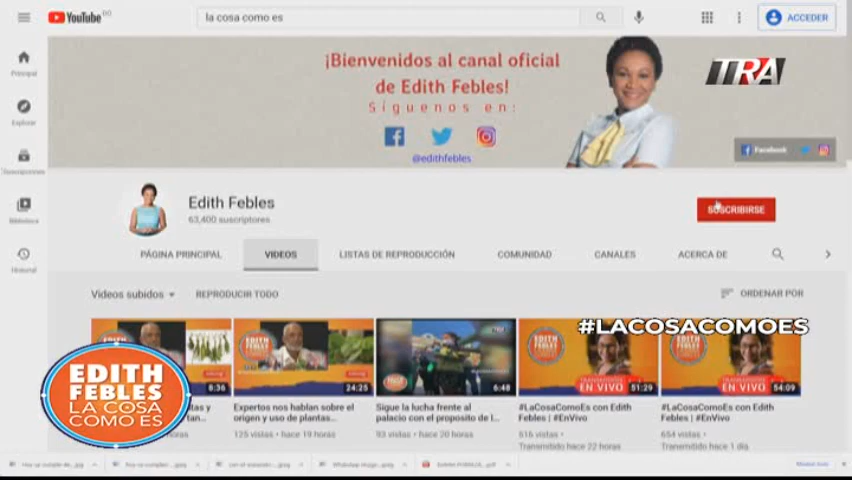 YouTube DO
la cosa como es
ACCEDER
¡Bienvenidos al canal oficial
de Edith Febles!
Síguenos en:
@edithfebles
TRA
Facebook
Principal
Explorar
Suscripciones
Biblioteca
Historial
Edith Febles
63,400 suscriptores
SUSCRIBIRSE
PÁGINA PRINCIPAL
VIDEOS
LISTAS DE REPRODUCCIÓN
COMUNIDAD
CANALES
ACERCA DE
Videos subidos
REPRODUCIR TODO
ORDENAR POR
#LACOSACOMOES
8:36
24:25
6:48
EN VIVO
51:29
EN VIVO
54:09
EDITH
FEBLES
LA COSA
COMO ES
Expertos nos hablan sobre el
origen y uso de plantas...
125 vistas • hace 19 horas
Sigue la lucha frente al
palacio con el proposito de l...
93 vistas • hace 20 horas
#LaCosaComoEs con Edith
Febles | #EnVivo
516 vistas •
Transmitido hace 22 horas
#LaCosaComoEs con Edith
Febles | #EnVivo
654 vistas •
Transmitido hace 1 día